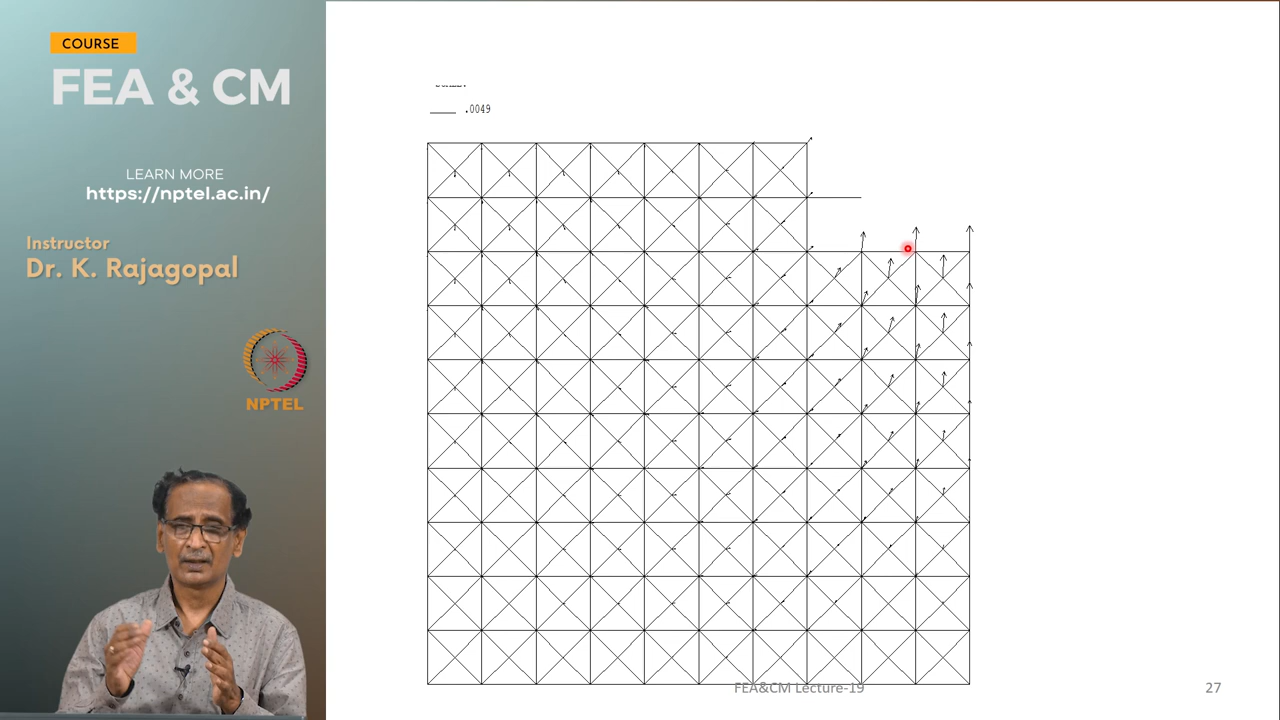 COURSE
FEA & CM
LEARN MORE
https://nptel.ac.in/
Instructor
Dr. K. Rajagopal
NPTEL
.0049
FEA&CM Lecture-19
27